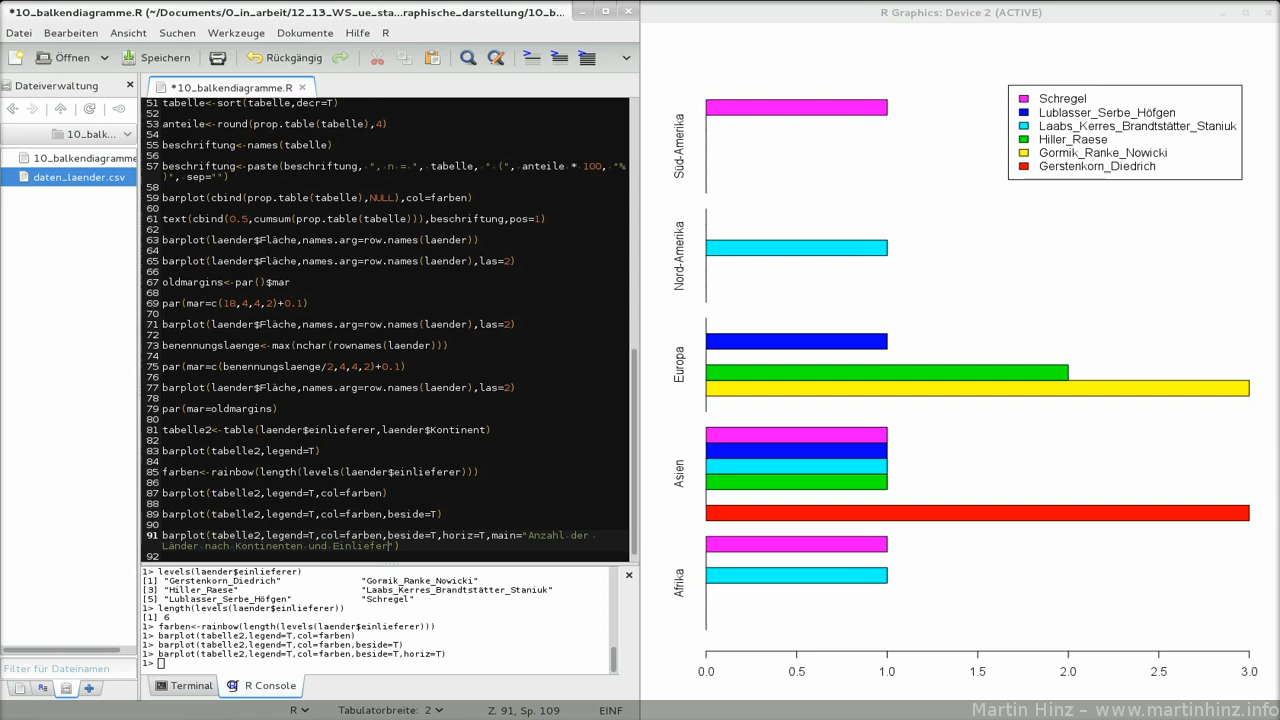 *10_balkendiagramme.R (~/Documents/O_in_arbeit/12_13_WS_ue_sta...raphische_darstellung/10_b...
R Graphics: Device 2 (ACTIVE)
Datei Bearbeiten Ansicht Suchen Werkzeuge Dokumente Hilfe R
Öffnen Speichern Rückgängig
Dateiverwaltung
*10_balkendiagramme.R
10_balk...
10_balkendiagramme
daten_laender.csv
51 tabelle<-sort(tabelle,decr=T)
52
53 anteile<-round(prop.table(tabelle),4)
54
55 beschriftung<-names(tabelle)
56
57 beschriftung<-paste(beschriftung, ", n = ", tabelle, " (", anteile * 100, "%
)", sep="")
58
59 barplot(cbind(prop.table(tabelle),NULL),col=farben)
60
61 text(cbind(0.5,cumsum(prop.table(tabelle))),beschriftung,pos=1)
62
63 barplot(laender$Fläche,names.arg=row.names(laender))
64
65 barplot(laender$Fläche,names.arg=row.names(laender),las=2)
66
67 oldmargins<-par()$mar
68
69 par(mar=c(18,4,4,2)+0.1)
70
71 barplot(laender$Fläche,names.arg=row.names(laender),las=2)
72
73 benennungslaenge<-max(nchar(rownames(laender)))
74
75 par(mar=c(benennungslaenge/2,4,4,2)+0.1)
76
77 barplot(laender$Fläche,names.arg=row.names(laender),las=2)
78
79 par(mar=oldmargins)
80
81 tabelle2<-table(laender$einlieferer,laender$Kontinent)
82
83 barplot(tabelle2,legend=T)
84
85 farben<-rainbow(length(levels(laender$einlieferer)))
86
87 barplot(tabelle2,legend=T,col=farben)
88
89 barplot(tabelle2,legend=T,col=farben,beside=T)
90
91 barplot(tabelle2,legend=T,col=farben,beside=T,horiz=T,main="Anzahl der
Länder nach Kontinenten und Einliefer")
92
1> levels(laender$einlieferer)
[1] "Gerstenkorn_Diedrich" "Gormik_Ranke_Nowicki"
[3] "Hiller_Raese" "Laabs_Kerres_Brandtstätter_Staniuk"
[5] "Lublasser_Serbe_Höfgen" "Schregel"
1> length(levels(laender$einlieferer))
[1] 6
1> farben<-rainbow(length(levels(laender$einlieferer)))
1> barplot(tabelle2,legend=T,col=farben)
1> barplot(tabelle2,legend=T,col=farben,beside=T)
1> barplot(tabelle2,legend=T,col=farben,beside=T,horiz=T)
1>
Filter für Dateinamen
Terminal R Console
R Tabulatorbreite: 2 Z. 91, Sp. 109 EINF
Schregel
Lublasser_Serbe_Höfgen
Laabs_Kerres_Brandtstätter_Staniuk
Hiller_Raese
Gormik_Ranke_Nowicki
Gerstenkorn_Diedrich
Süd-Amerika
Nord-Amerika
Europa
Asien
Afrika
0.0 0.5 1.0 1.5 2.0 2.5 3.0
Martin Hinz - www.martinhinz.info